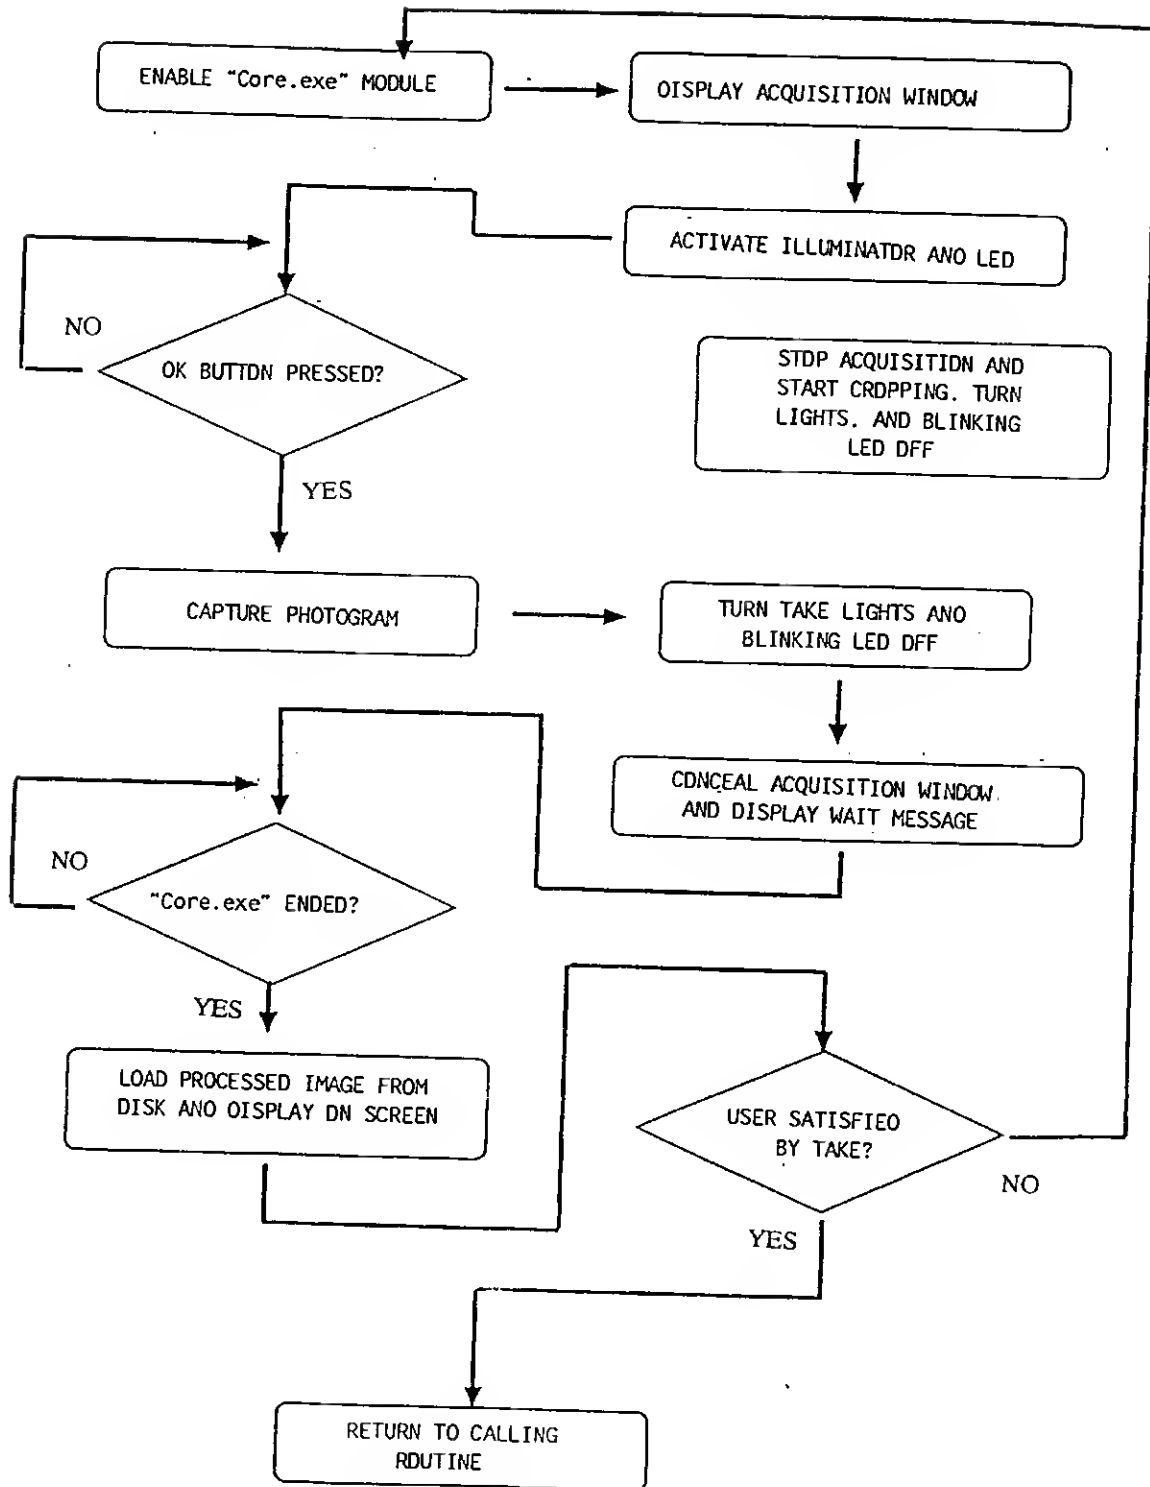 ENABLE "Core.exe" MODULE
OISPLAY ACQUISITION WINDOW
ACTIVATE ILLUMINATDR ANO LED
NO
OK BUTTDN PRESSED?
STDP ACQUISITIDN AND
START CRDPPING. TURN
LIGHTS. AND BLINKING
LED DFF
YES
CAPTURE PHOTOGRAM
TURN TAKE LIGHTS ANO
BLINKING LED DFF
CDNCEAL ACQUISITION WINDOW
AND DISPLAY WAIT MESSAGE
NO
"Core.exe" ENDED?
YES
LOAD PROCESSED IMAGE FROM
DISK ANO OISPLAY DN SCREEN
USER SATISFIEO
BY TAKE?
NO
YES
RETURN TO CALLING
RDUTINE